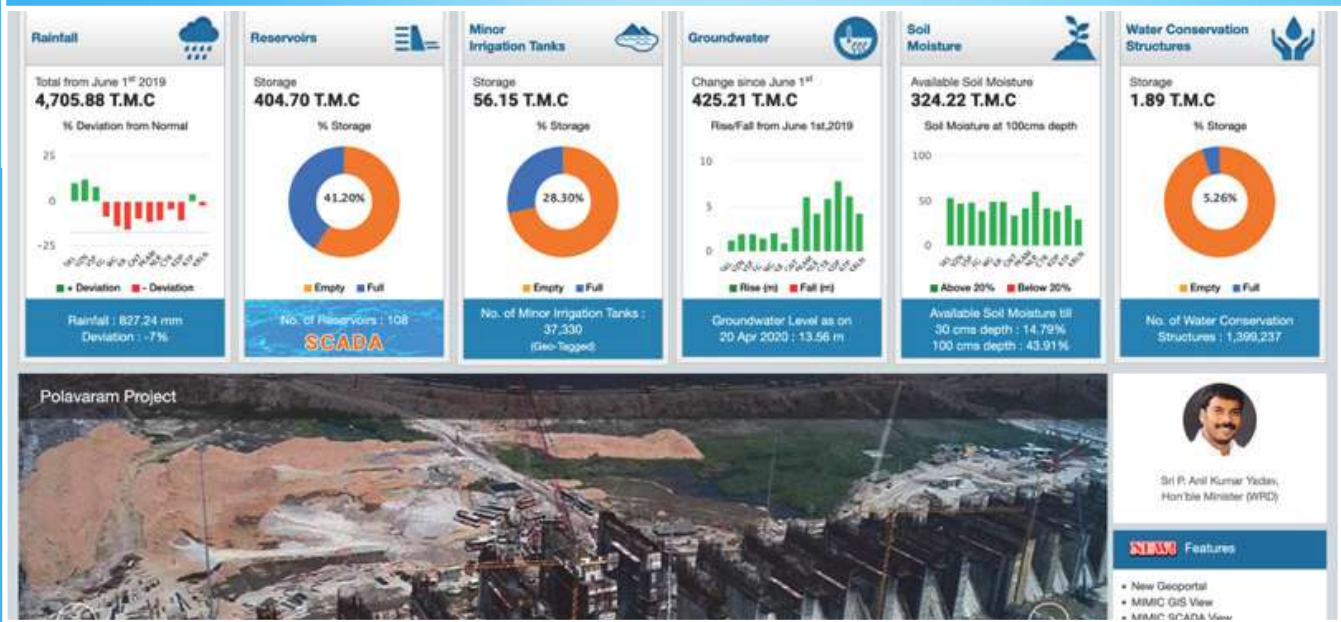 Rainfall
Total from June 1st 2019
4,705.88 T.M.C
% Deviation from Normal
25
0
-25
+ Deviation - Deviation
Rainfall : 827.24 mm
Deviation : -7%
Reservoirs
Storage
404.70 T.M.C
% Storage
41.20%
Empty Full
No. of Reservoirs : 108
SCADA
Minor
Irrigation Tanks
Storage
56.15 T.M.C
% Storage
28.30%
Empty Full
No. of Minor Irrigation Tanks :
37,330
(Geo-Tagged)
Groundwater
Change since June 1st
425.21 T.M.C
Rise/Fall from June 1st,2019
10
5
0
Rise (m) Fall (m)
Groundwater Level as on
20 Apr 2020 : 13.56 m
Soil
Moisture
Available Soil Moisture
324.22 T.M.C
Soil Moisture at 100cms depth
100
50
0
Above 20% Below 20%
Available Soil Moisture till
30 cms depth : 14.79%
100 cms depth : 43.91%
Water Conservation
Structures
Storage
1.89 T.M.C
% Storage
5.26%
Empty Full
No. of Water Conservation
Structures : 1,399,237
Polavaram Project
Sri P. Anil Kumar Yadav,
Hon'ble Minister (WRD)
NEW! Features
• New Geoportal
• MIMIC GIS View
• MIMIC SCADA View